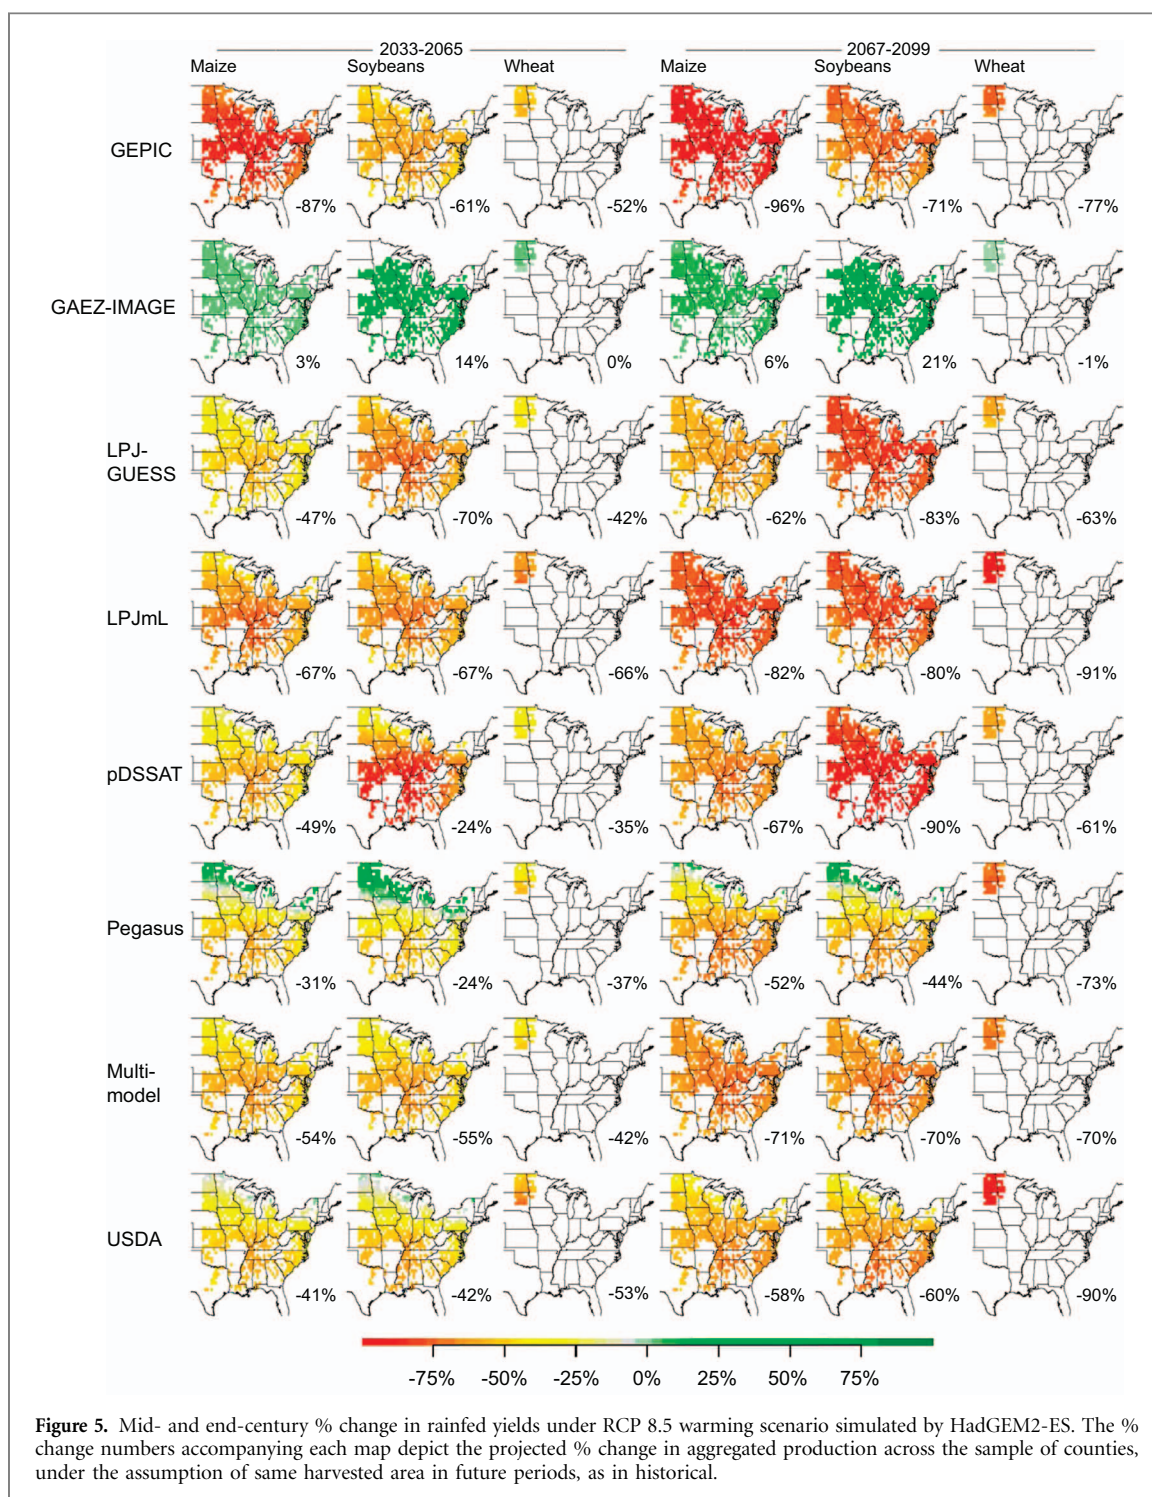 2033-2065 2067-2099
Maize Soybeans Wheat Maize Soybeans Wheat
GEPIC
-87% -61% -52% -96% -71% -77%
GAEZ-IMAGE
3% 14% 0% 6% 21% -1%
LPJ-
GUESS
-47% -70% -42% -62% -83% -63%
LPJmL
-67% -67% -66% -82% -80% -91%
pDSSAT
-49% -24% -35% -67% -90% -61%
Pegasus
-31% -24% -37% -52% -44% -73%
Multi-
model
-54% -55% -42% -71% -70% -70%
USDA
-41% -42% -53% -58% -60% -90%
-75% -50% -25% 0% 25% 50% 75%
Figure 5. Mid- and end-century % change in rainfed yields under RCP 8.5 warming scenario simulated by HadGEM2-ES. The %
change numbers accompanying each map depict the projected % change in aggregated production across the sample of counties,
under the assumption of same harvested area in future periods, as in historical.